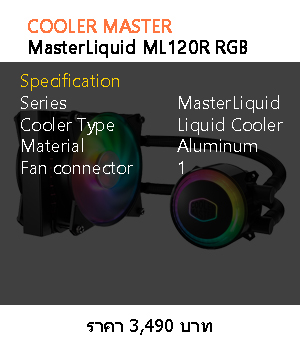 COOLER MASTER
MasterLiquid ML120R RGB
Specification
Series MasterLiquid
Cooler Type Liquid Cooler
Material Aluminum
Fan connector 1
ราคา 3,490 บาท